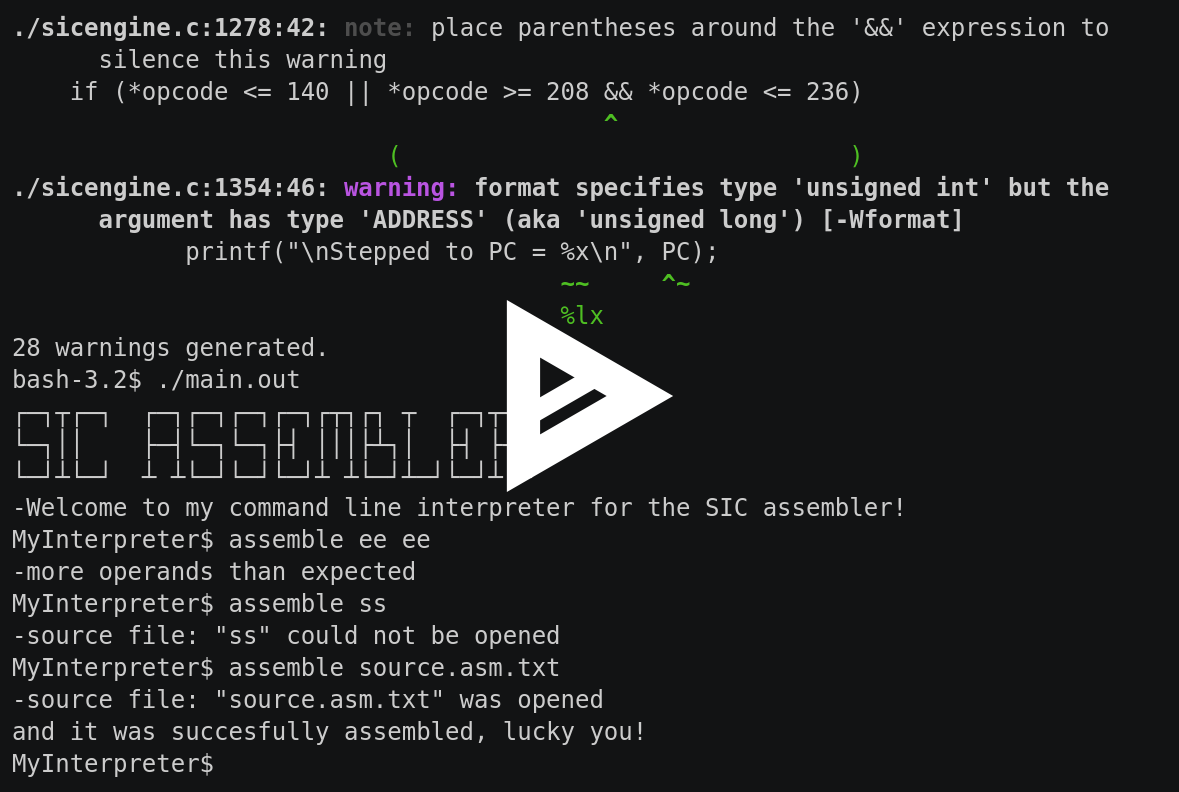 ./sicengine.c:1278:42: note: place parentheses around the '&&' expression to
      silence this warning
    if (*opcode <= 140 || *opcode >= 208 && *opcode <= 236)
                                         ^
                          (                               )
./sicengine.c:1354:46: warning: format specifies type 'unsigned int' but the
      argument has type 'ADDRESS' (aka 'unsigned long') [-Wformat]
            printf("\nStepped to PC = %x\n", PC);
                                      ~~     ^~
                                      %lx
28 warnings generated.
bash-3.2$ ./main.out
SIC ASSEMBLE
-Welcome to my command line interpreter for the SIC assembler!
MyInterpreter$ assemble ee ee
-more operands than expected
MyInterpreter$ assemble ss
-source file: "ss" could not be opened
MyInterpreter$ assemble source.asm.txt
-source file: "source.asm.txt" was opened
and it was succesfully assembled, lucky you!
MyInterpreter$